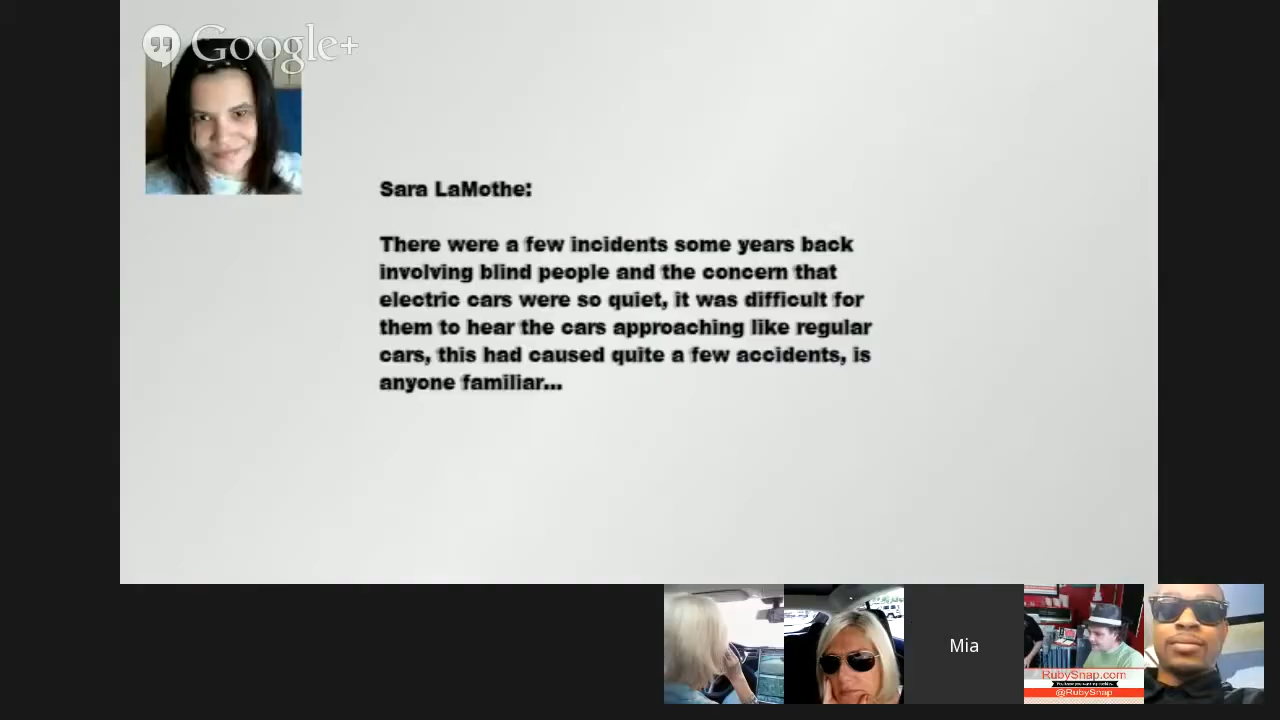 Google+
Sara LaMothe:
There were a few incidents some years back
involving blind people and the concern that
electric cars were so quiet, it was difficult for
them to hear the cars approaching like regular
cars, this had caused quite a few accidents, is
anyone familiar...
Mia
RubySnap.com
@RubySnap